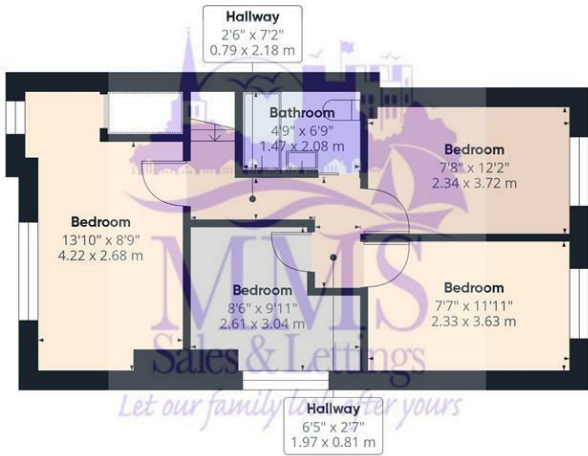 Hallway
2'6" x 7'2"
0.79 x 2.18 m
Bathroom
4'9" x 6'9"
1.47 x 2.08 m
Bedroom
7'8" x 12'2"
2.34 x 3.72 m
Bedroom
13'10" x 8'9"
4.22 x 2.68 m
Bedroom
8'6" x 9'11"
2.61 x 3.04 m
Bedroom
7'7" x 11'11"
2.33 x 3.63 m
MMS
Sales & Lettings
Let our family look after yours
Hallway
6'5" x 2'7"
1.97 x 0.81 m